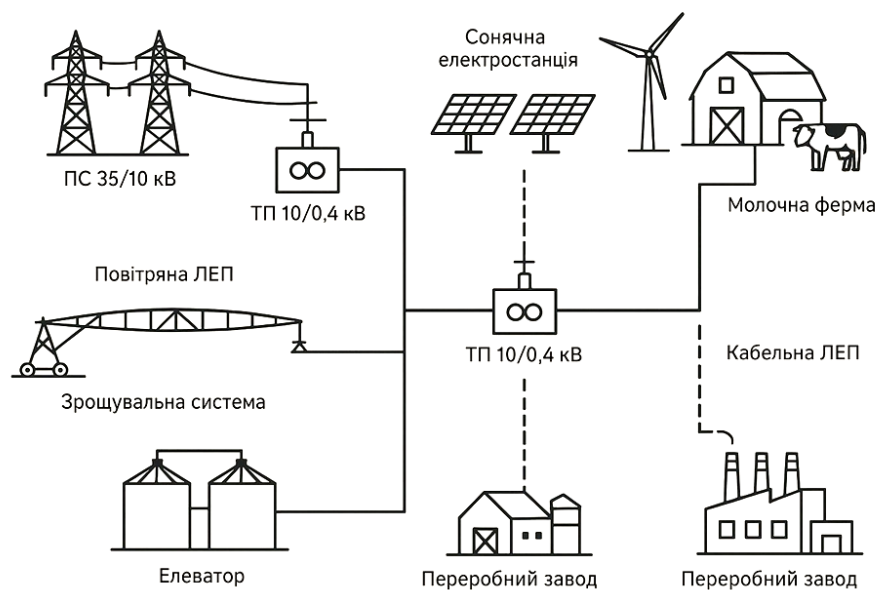 Сонячна
електростанція
ПС 35/10 кВ
ТП 10/0,4 кВ
Молочна ферма
Повітряна ЛЕП
ТП 10/0,4 кВ
Кабельна ЛЕП
Зрощувальна система
Елеватор
Переробний завод
Переробний завод